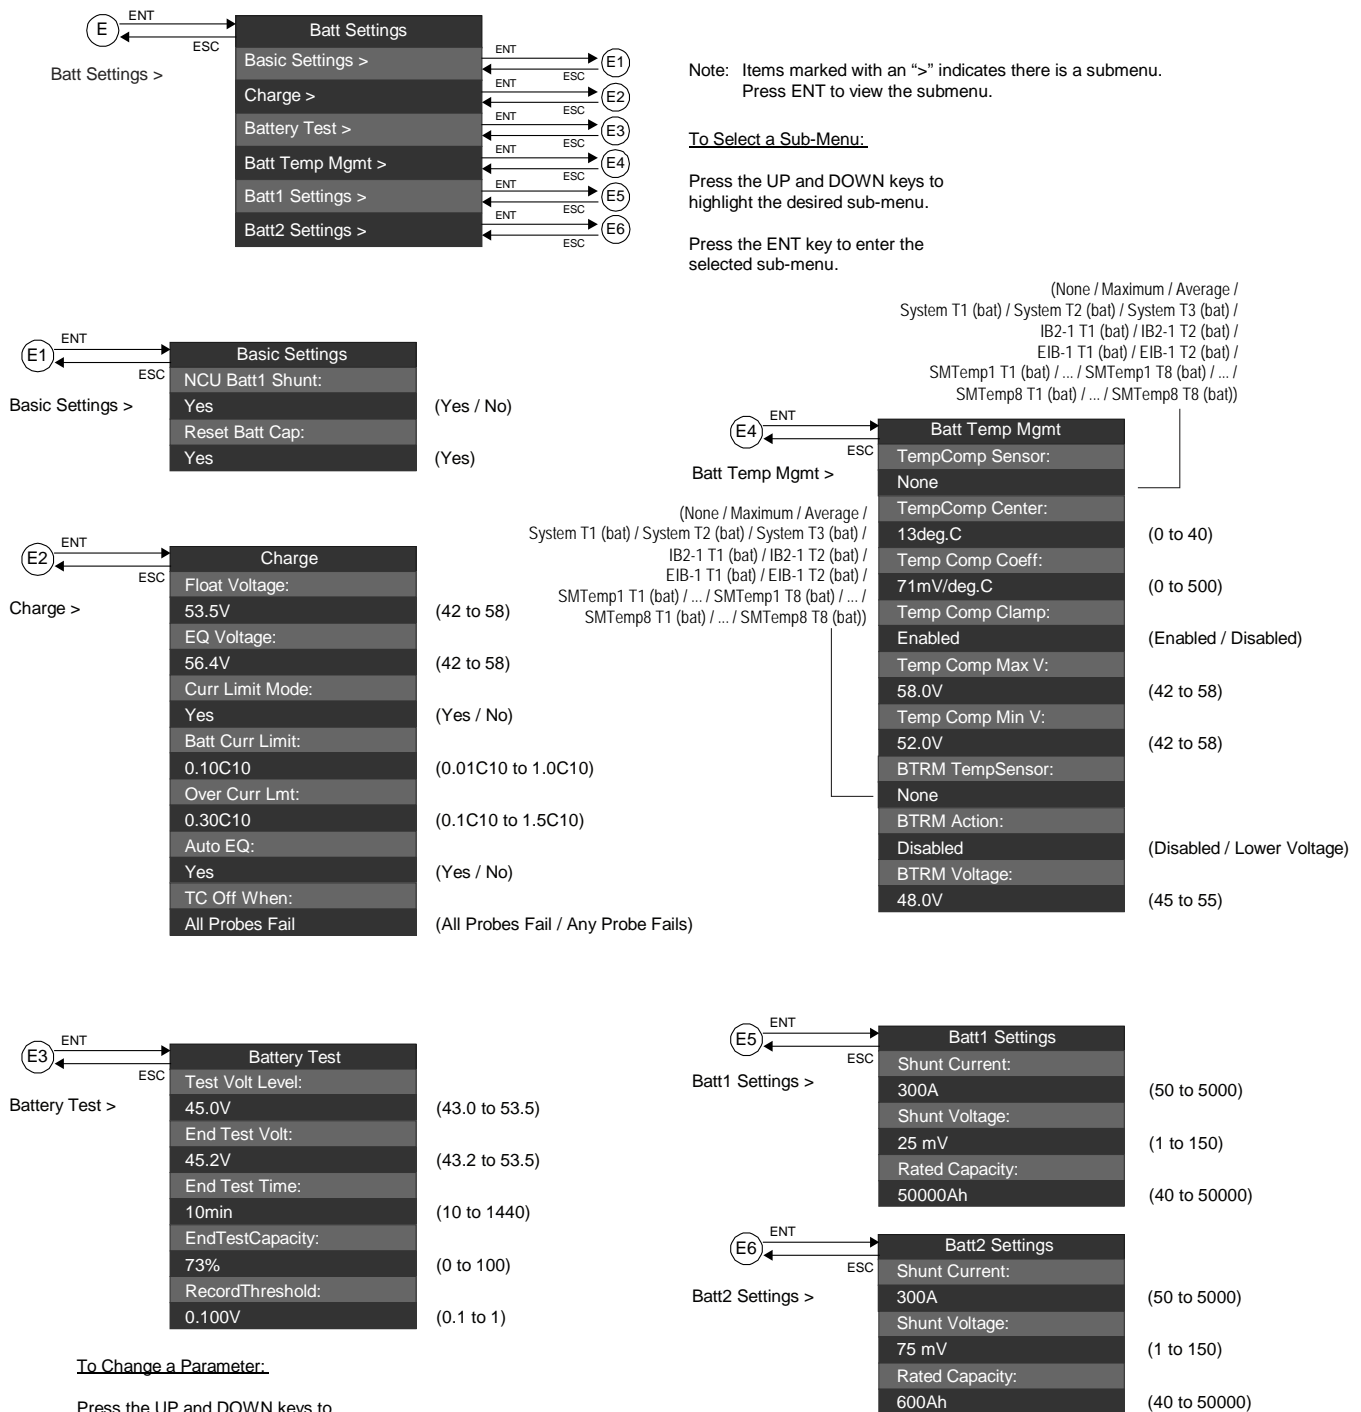 E
ENT
ESC
Batt Settings >
Batt Settings
Basic Settings >
ENT
ESC
E1
Charge >
ENT
ESC
E2
Battery Test >
ENT
ESC
E3
Batt Temp Mgmt >
ENT
ESC
E4
Batt1 Settings >
ENT
ESC
E5
Batt2 Settings >
ENT
ESC
E6
Note: Items marked with an “>” indicates there is a submenu.
Press ENT to view the submenu.
To Select a Sub-Menu:
Press the UP and DOWN keys to
highlight the desired sub-menu.
Press the ENT key to enter the
selected sub-menu.
E1
ENT
ESC
Basic Settings >
Basic Settings
NCU Batt1 Shunt:
Yes (Yes / No)
Reset Batt Cap:
Yes (Yes)
E2
ENT
ESC
Charge >
Charge
Float Voltage:
53.5V (42 to 58)
EQ Voltage:
56.4V (42 to 58)
Curr Limit Mode:
Yes (Yes / No)
Batt Curr Limit:
0.10C10 (0.01C10 to 1.0C10)
Over Curr Lmt:
0.30C10 (0.1C10 to 1.5C10)
Auto EQ:
Yes (Yes / No)
TC Off When:
All Probes Fail (All Probes Fail / Any Probe Fails)
(None / Maximum / Average /
System T1 (bat) / System T2 (bat) / System T3 (bat) /
IB2-1 T1 (bat) / IB2-1 T2 (bat) /
EIB-1 T1 (bat) / EIB-1 T2 (bat) /
SMTemp1 T1 (bat) / ... / SMTemp1 T8 (bat) / ... /
SMTemp8 T1 (bat) / ... / SMTemp8 T8 (bat))
E4
ENT
ESC
Batt Temp Mgmt >
Batt Temp Mgmt
TempComp Sensor:
None
TempComp Center:
13deg.C (0 to 40)
Temp Comp Coeff:
71mV/deg.C (0 to 500)
Temp Comp Clamp:
Enabled (Enabled / Disabled)
Temp Comp Max V:
58.0V (42 to 58)
Temp Comp Min V:
52.0V (42 to 58)
BTRM TempSensor:
None
(None / Maximum / Average /
System T1 (bat) / System T2 (bat) / System T3 (bat) /
IB2-1 T1 (bat) / IB2-1 T2 (bat) /
EIB-1 T1 (bat) / EIB-1 T2 (bat) /
SMTemp1 T1 (bat) / ... / SMTemp1 T8 (bat) / ... /
SMTemp8 T1 (bat) / ... / SMTemp8 T8 (bat))
BTRM Action:
Disabled (Disabled / Lower Voltage)
BTRM Voltage:
48.0V (45 to 55)
E3
ENT
ESC
Battery Test >
Battery Test
Test Volt Level:
45.0V (43.0 to 53.5)
End Test Volt:
45.2V (43.2 to 53.5)
End Test Time:
10min (10 to 1440)
EndTestCapacity:
73% (0 to 100)
RecordThreshold:
0.100V (0.1 to 1)
To Change a Parameter:
Press the UP and DOWN keys to
E5
ENT
ESC
Batt1 Settings >
Batt1 Settings
Shunt Current:
300A (50 to 5000)
Shunt Voltage:
25 mV (1 to 150)
Rated Capacity:
50000Ah (40 to 50000)
E6
ENT
ESC
Batt2 Settings >
Batt2 Settings
Shunt Current:
300A (50 to 5000)
Shunt Voltage:
75 mV (1 to 150)
Rated Capacity:
600Ah (40 to 50000)